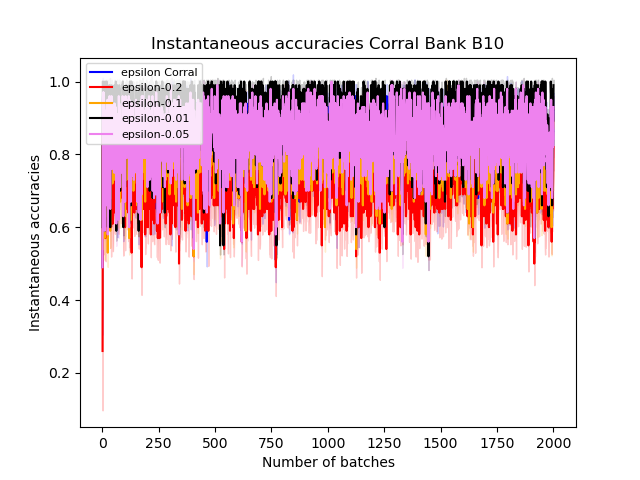 Instantaneous accuracies Corral Bank B10
epsilon Corral
epsilon-0.2
epsilon-0.1
epsilon-0.01
epsilon-0.05
1.0
0.8
0.6
0.4
0.2
Instantaneous accuracies
0 250 500 750 1000 1250 1500 1750 2000
Number of batches